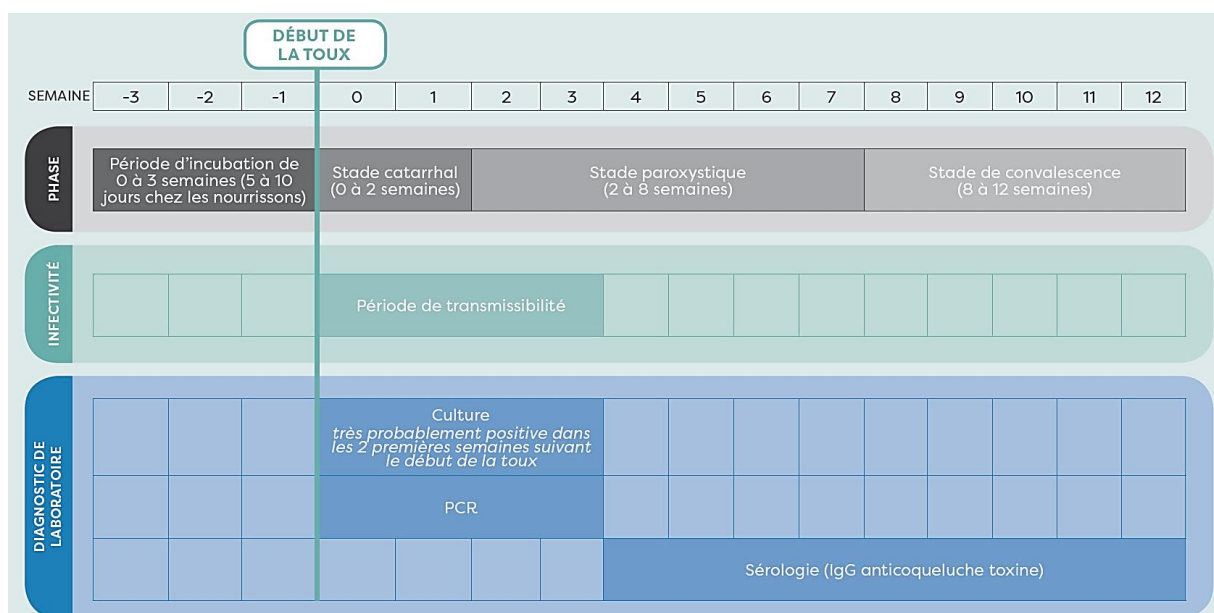 DÉBUT DE
LA TOUX
SEMAINE -3 -2 -1 0 1 2 3 4 5 6 7 8 9 10 11 12
PHASE
Période d'incubation de
0 à 3 semaines (5 à 10
jours chez les nourrissons)
Stade catarrhal
(0 à 2 semaines)
Stade paroxystique
(2 à 8 semaines)
Stade de convalescence
(8 à 12 semaines)
INFECTIVITÉ
Période de transmissibilité
DIAGNOSTIC DE
LABORATOIRE
Culture
très probablement positive dans
les 2 premières semaines suivant
le début de la toux
PCR
Sérologie (IgG anticoqueluche toxine)